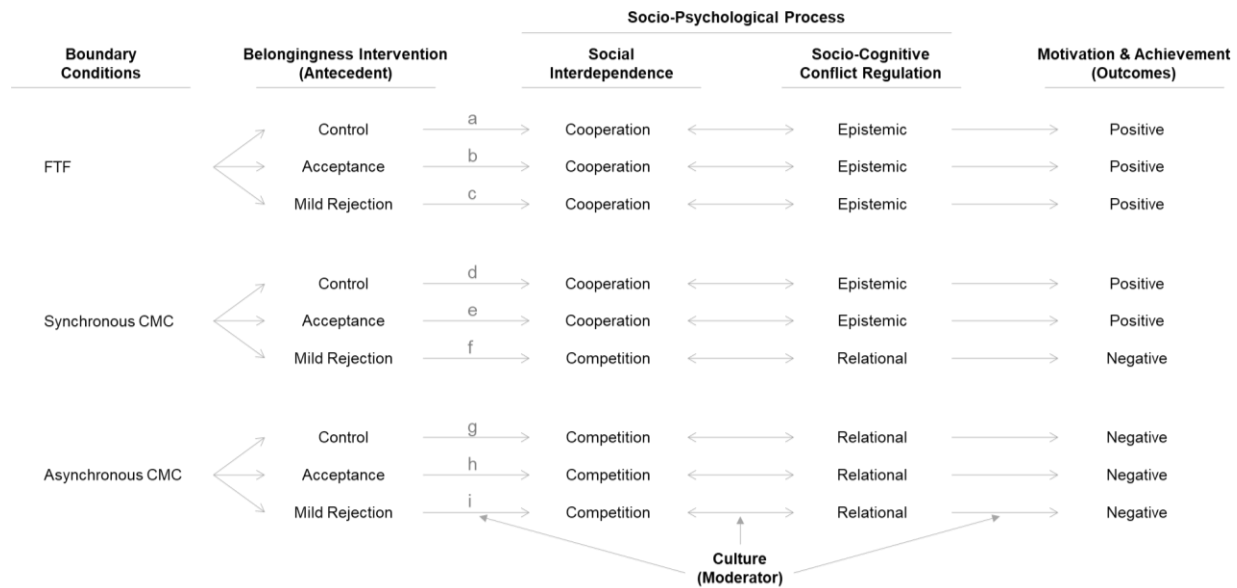 Socio-Psychological Process
Boundary Conditions
Belongingness Intervention (Antecedent)
Social Interdependence
Socio-Cognitive Conflict Regulation
Motivation & Achievement (Outcomes)
Control a Cooperation Epistemic Positive
FTF Acceptance b Cooperation Epistemic Positive
Mild Rejection c Cooperation Epistemic Positive
Control d Cooperation Epistemic Positive
Synchronous CMC Acceptance e Cooperation Epistemic Positive
Mild Rejection f Competition Relational Negative
Control g Competition Relational Negative
Asynchronous CMC Acceptance h Competition Relational Negative
Mild Rejection i Competition Relational Negative
Culture
(Moderator)